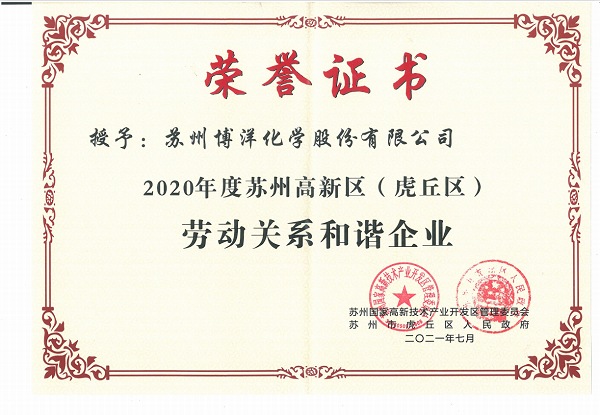 荣誉证书
授予：苏州博洋化学股份有限公司
2020年度苏州高新区（虎丘区）
劳动关系和谐企业
苏州国家高新技术产业开发区管理委员会
苏州市虎丘区人民政府
二〇二一年七月